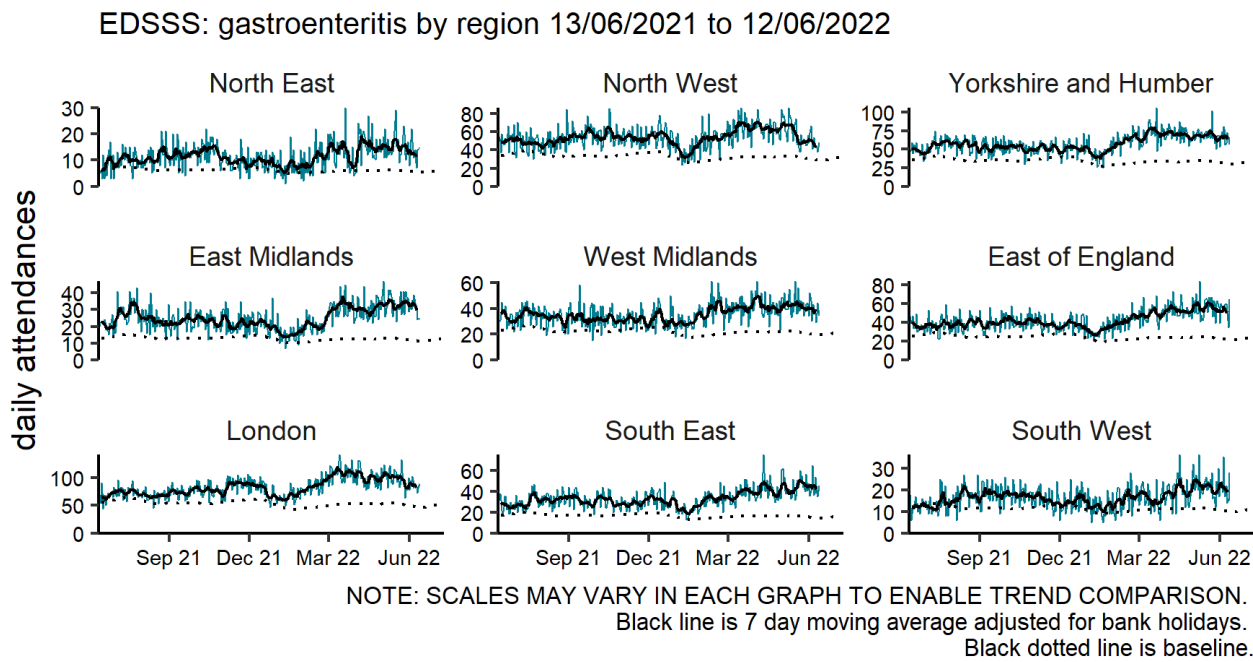 EDSSS: gastroenteritis by region 13/06/2021 to 12/06/2022
North East
North West
Yorkshire and Humber
30
20
10
0
80
60
40
20
0
100
75
50
25
0
daily attendances
East Midlands
West Midlands
East of England
40
30
20
10
0
60
40
20
0
80
60
40
20
0
London
South East
South West
100
50
0
60
40
20
0
30
20
10
0
Sep 21 Dec 21 Mar 22 Jun 22
Sep 21 Dec 21 Mar 22 Jun 22
Sep 21 Dec 21 Mar 22 Jun 22
NOTE: SCALES MAY VARY IN EACH GRAPH TO ENABLE TREND COMPARISON.
Black line is 7 day moving average adjusted for bank holidays.
Black dotted line is baseline.